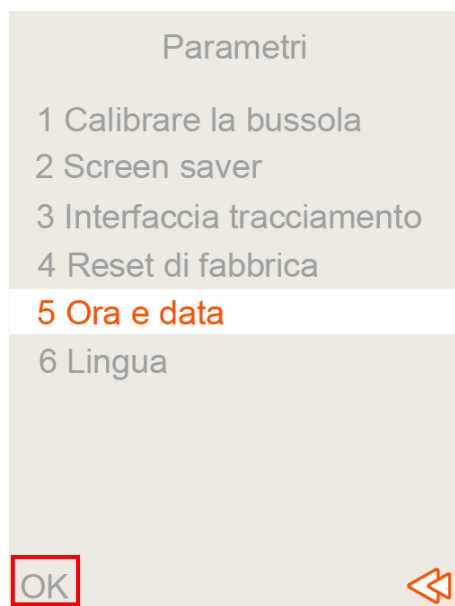 Parametri
1 Calibrare la bussola
2 Screen saver
3 Interfaccia tracciamento
4 Reset di fabbrica
5 Ora e data
6 Lingua
OK